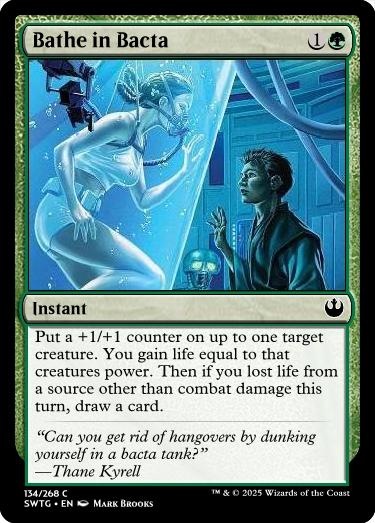 Bathe in Bacta 1
Instant
Put a +1/+1 counter on up to one target
creature. You gain life equal to that
creatures power. Then if you lost life from
a source other than combat damage this
turn, draw a card.
“Can you get rid of hangovers by dunking
yourself in a bacta tank?”
—Thane Kyrell
134/268 C
SWTG • EN Mark Brooks
™ & © 2025 Wizards of the Coast